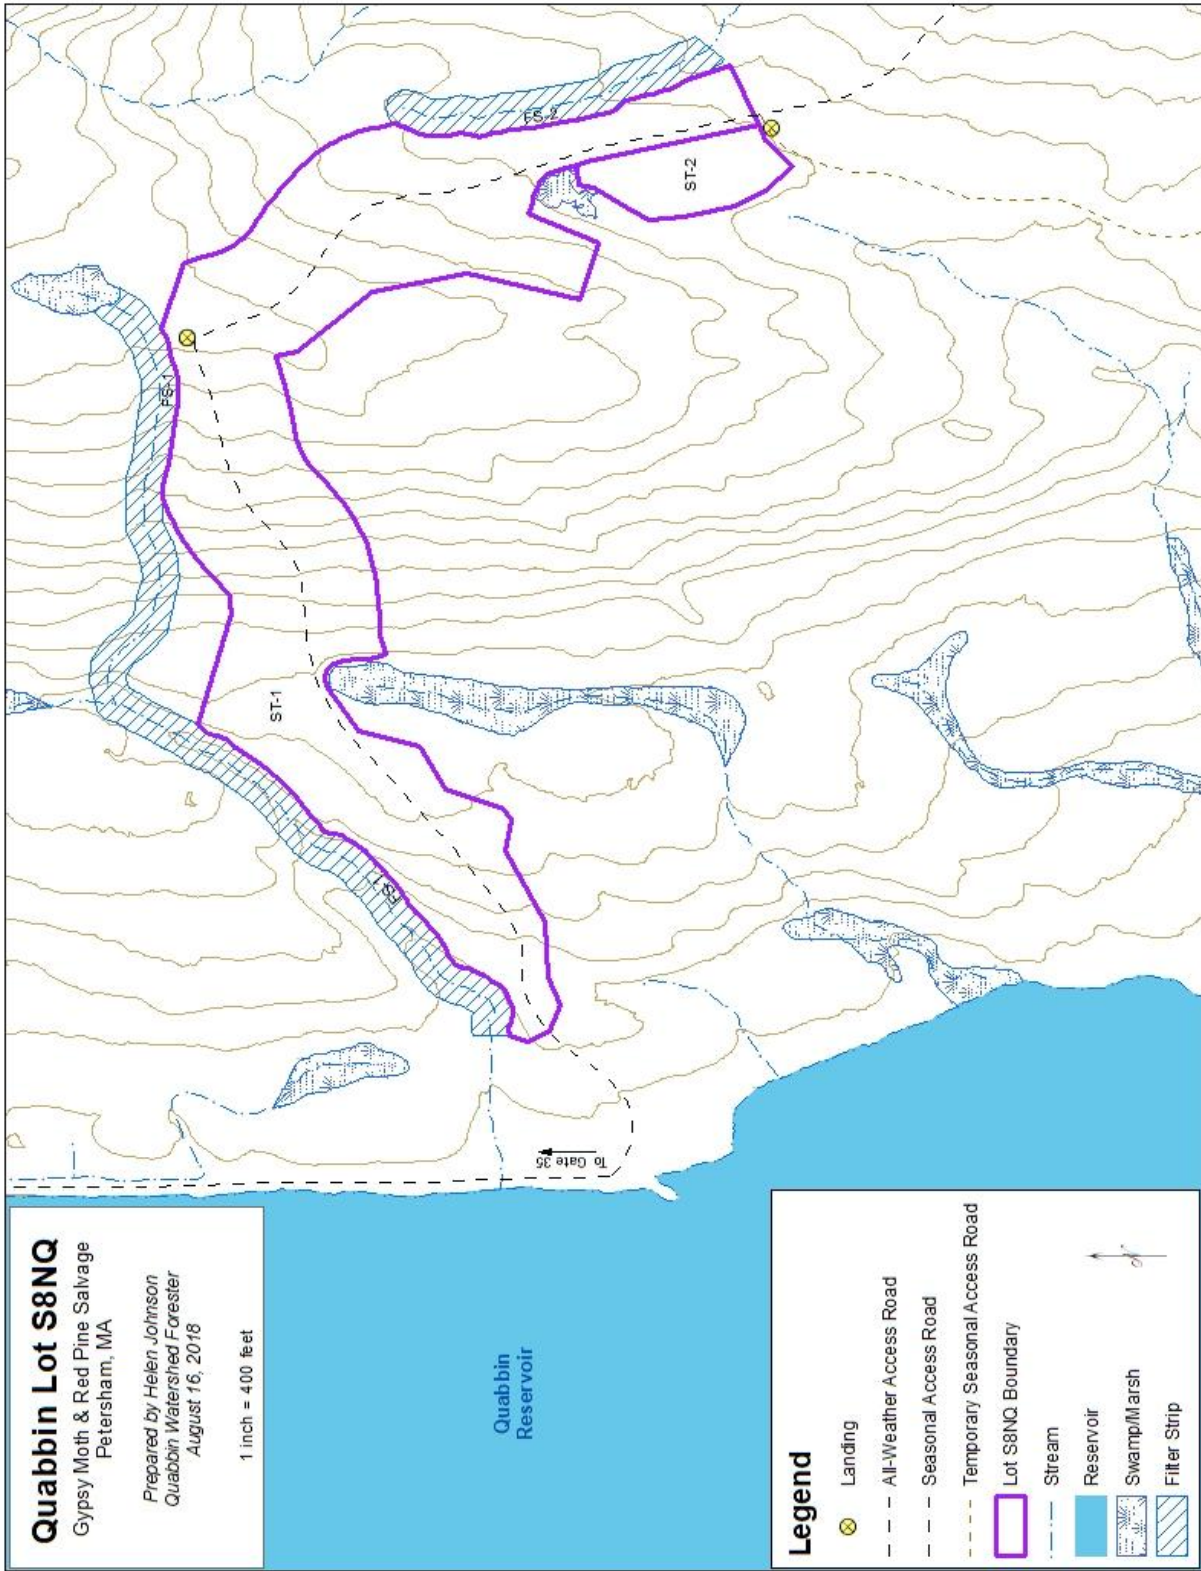 Quabbin Lot S8NQ
Gypsy Moth & Red Pine Salvage
Petersham, MA
Prepared by Helen Johnson
Quabbin Watershed Forester
August 16, 2018
1 inch = 400 feet
Quabbin
Reservoir
To Gate 35
FS-1
ST-1
FS-1
FS-2
ST-2
Legend
Landing
All-Weather Access Road
Seasonal Access Road
Temporary Seasonal Access Road
Lot S8NQ Boundary
Stream
Reservoir
Swamp/Marsh
Filter Strip
N